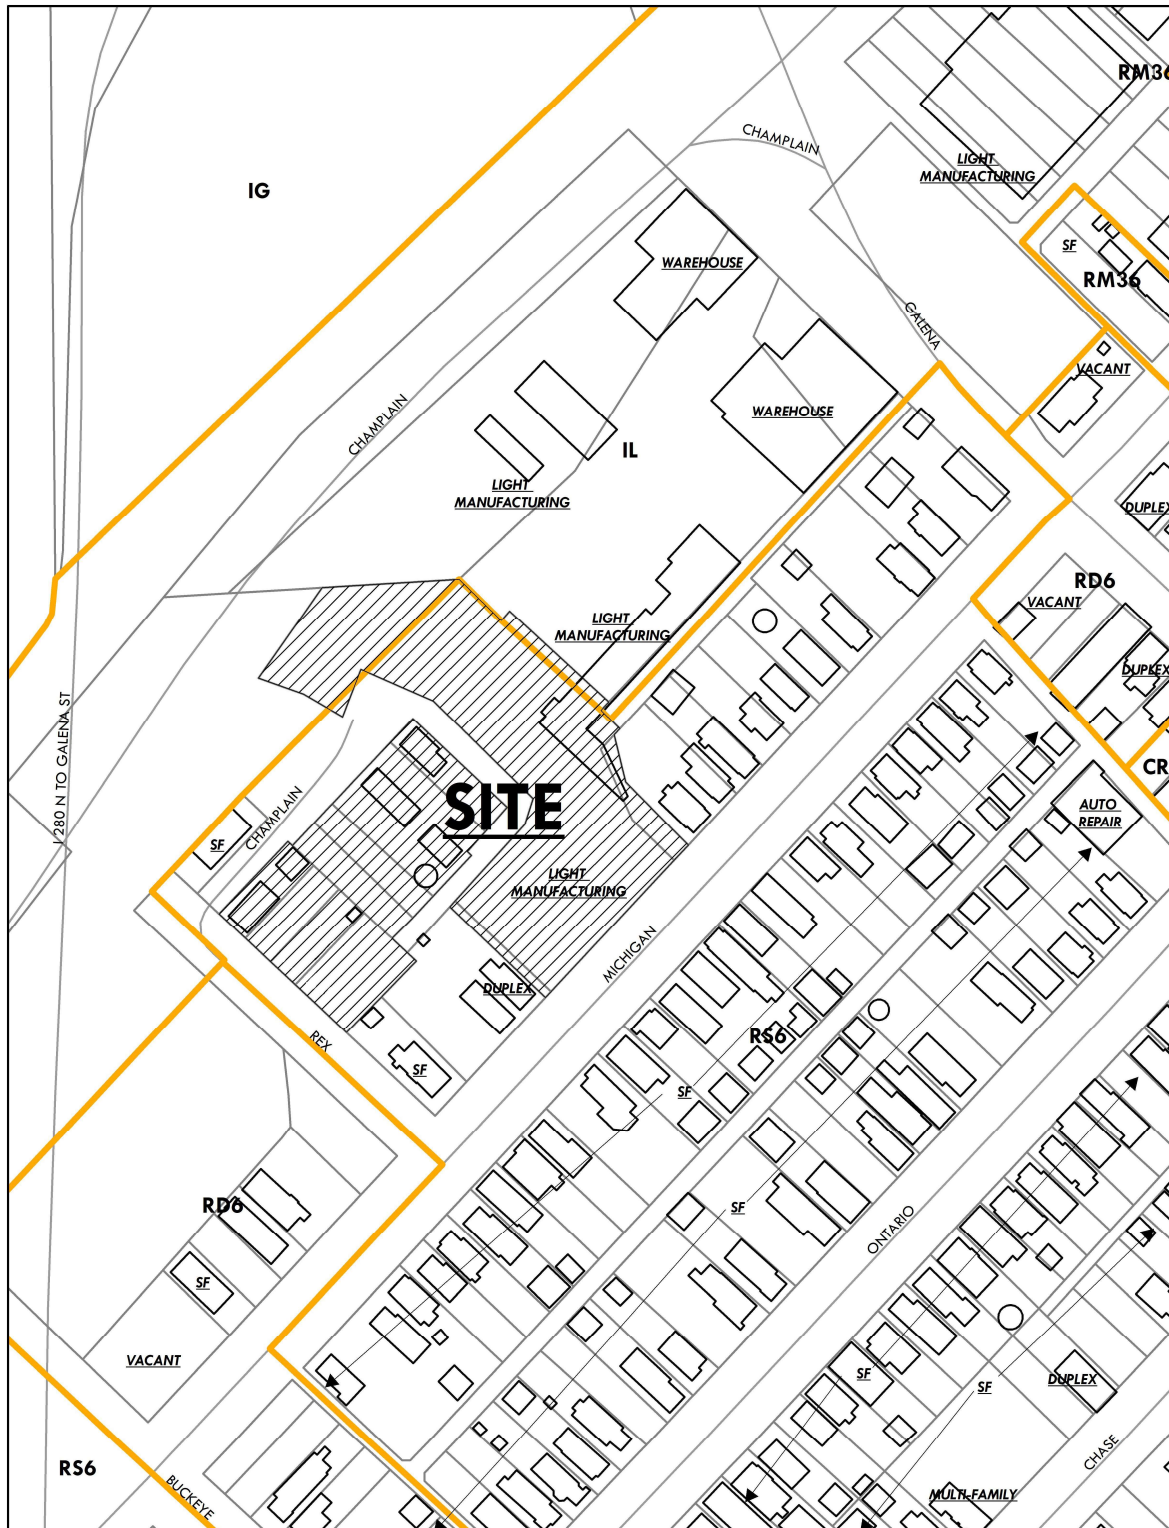 RM36
CHAMPLAIN
LIGHT
MANUFACTURING
IG
SF
WAREHOUSE
RM36
GALENA
VACANT
CHAMPLAIN
WAREHOUSE
IL
LIGHT
MANUFACTURING
DUPLEX
RD6
VACANT
LIGHT
MANUFACTURING
DUPLEX
I 280 N TO GALENA ST
CR
SITE
AUTO
REPAIR
CHAMPLAIN
SF
LIGHT
MANUFACTURING
MICHIGAN
DUPLEX
RS6
REX
SF
SF
RD6
SF
ONTARIO
SF
VACANT
SF
SF
DUPLEX
RS6
BUCKEYE
CHASE
MULTI-FAMILY